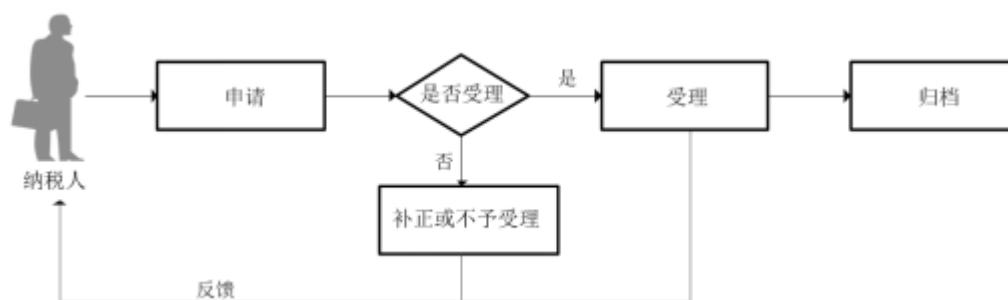 纳税人
申请
是否受理
是
受理
归档
否
补正或不予受理
反馈